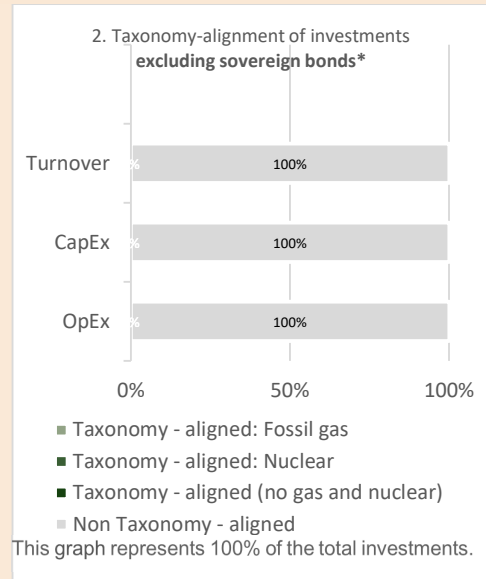 2. Taxonomy-alignment of investments
excluding sovereign bonds*
Turnover
% 100%
CapEx
% 100%
OpEx
% 100%
0% 50% 100%
Taxonomy - aligned: Fossil gas
Taxonomy - aligned: Nuclear
Taxonomy - aligned (no gas and nuclear)
Non Taxonomy - aligned
This graph represents 100% of the total investments.